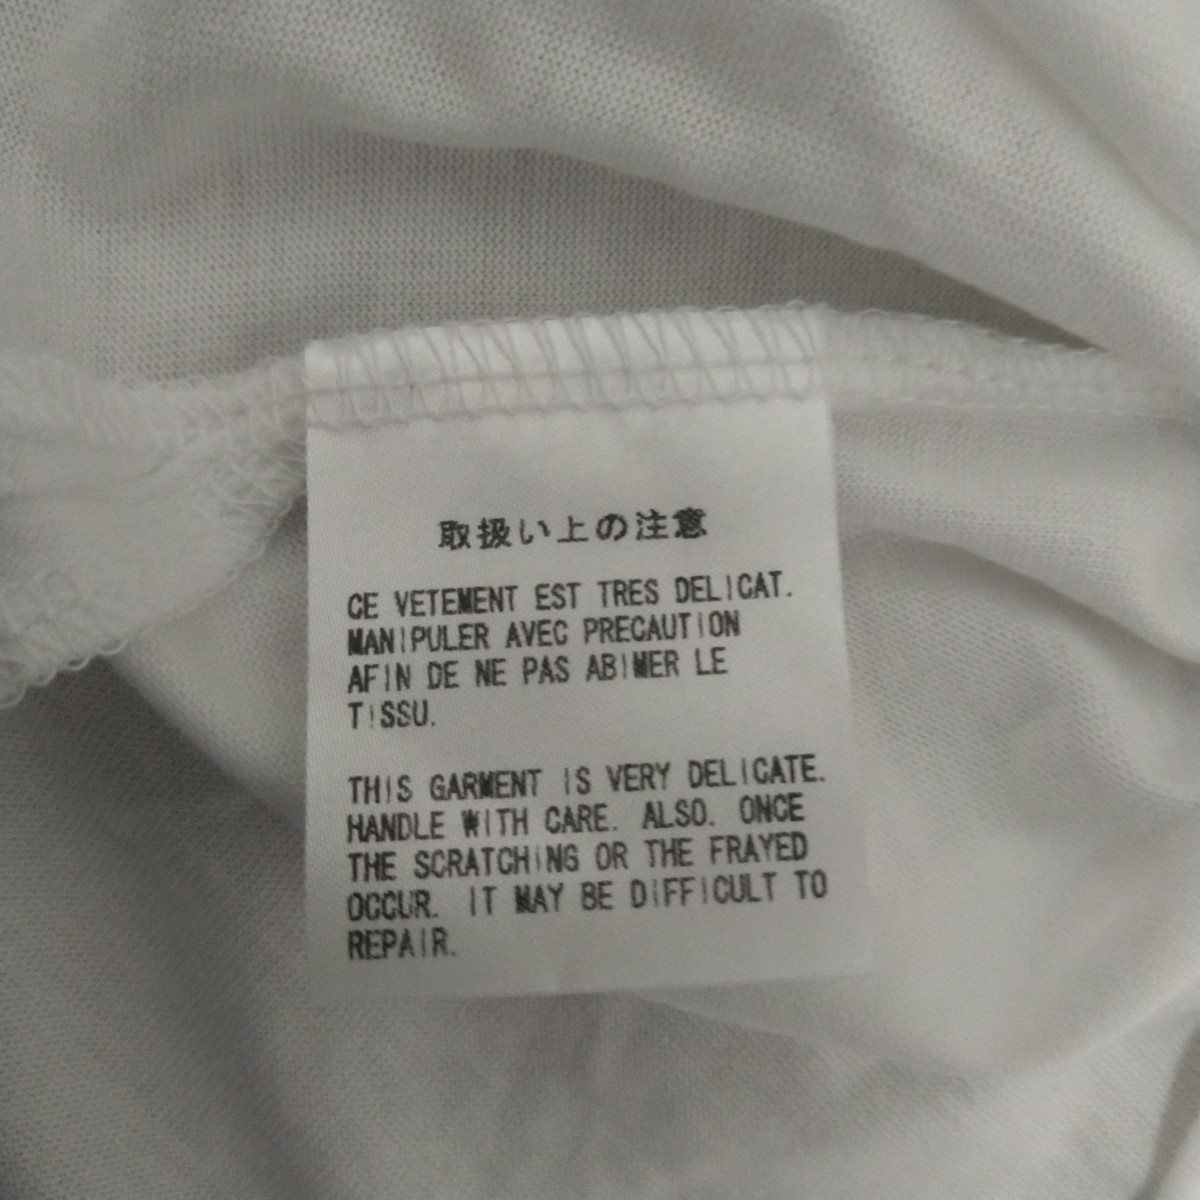 取扱い上の注意
CE VETEMENT EST TRES DELICAT.
MANIPULER AVEC PRECAUTION
AFIN DE NE PAS ABIMER LE
TISSU.
THIS GARMENT IS VERY DELICATE.
HANDLE WITH CARE. ALSO. ONCE
THE SCRATCHING OR THE FRAYED
OCCUR. IT MAY BE DIFFICULT TO
REPAIR.